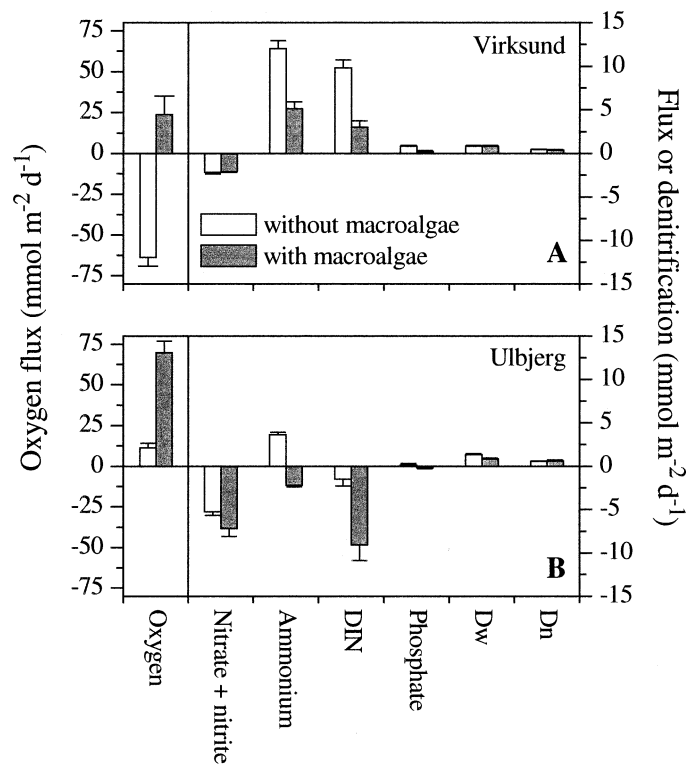 Oxygen flux (mmol m-2 d-1)
Flux or denitrification (mmol m-2 d-1)
75
50
25
0
-25
-50
-75
15
10
5
0
-5
-10
-15
Virksund
without macroalgae
with macroalgae
A
75
50
25
0
-25
-50
-75
15
10
5
0
-5
-10
-15
Ulbjerg
B
Oxygen
Nitrate + nitrite
Ammonium
DIN
Phosphate
Dw
Dn